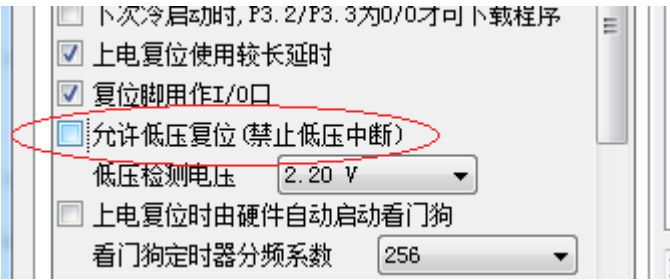 下次冷启动时,P3.2/P3.3为0/0才可下载程序
上电复位使用较长延时
复位脚用作I/O口
允许低压复位(禁止低压中断)
低压检测电压 2.20 V
上电复位时由硬件自动启动看门狗
看门狗定时器分频系数 256